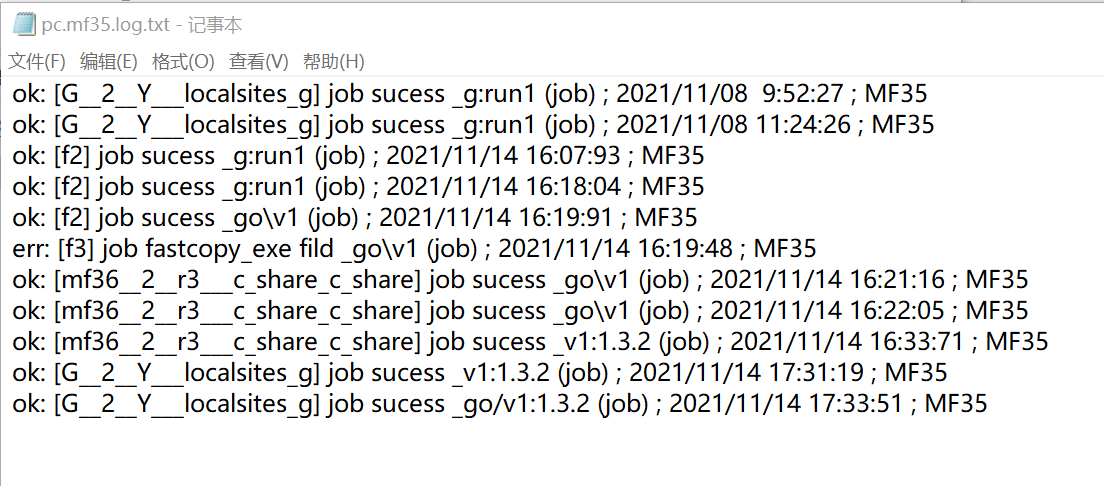 pc.mf35.log.txt - 记事本
文件(F) 编辑(E) 格式(O) 查看(V) 帮助(H)
ok: [G__2__Y___localsites_g] job sucess _g:run1 (job) ; 2021/11/08  9:52:27 ; MF35
ok: [G__2__Y___localsites_g] job sucess _g:run1 (job) ; 2021/11/08 11:24:26 ; MF35
ok: [f2] job sucess _g:run1 (job) ; 2021/11/14 16:07:93 ; MF35
ok: [f2] job sucess _g:run1 (job) ; 2021/11/14 16:18:04 ; MF35
ok: [f2] job sucess _go\v1 (job) ; 2021/11/14 16:19:91 ; MF35
err: [f3] job fastcopy_exe fild _go\v1 (job) ; 2021/11/14 16:19:48 ; MF35
ok: [mf36__2__r3___c_share_c_share] job sucess _go\v1 (job) ; 2021/11/14 16:21:16 ; MF35
ok: [mf36__2__r3___c_share_c_share] job sucess _go\v1 (job) ; 2021/11/14 16:22:05 ; MF35
ok: [mf36__2__r3___c_share_c_share] job sucess _v1:1.3.2 (job) ; 2021/11/14 16:33:71 ; MF35
ok: [G__2__Y___localsites_g] job sucess _v1:1.3.2 (job) ; 2021/11/14 17:31:19 ; MF35
ok: [G__2__Y___localsites_g] job sucess _go/v1:1.3.2 (job) ; 2021/11/14 17:33:51 ; MF35